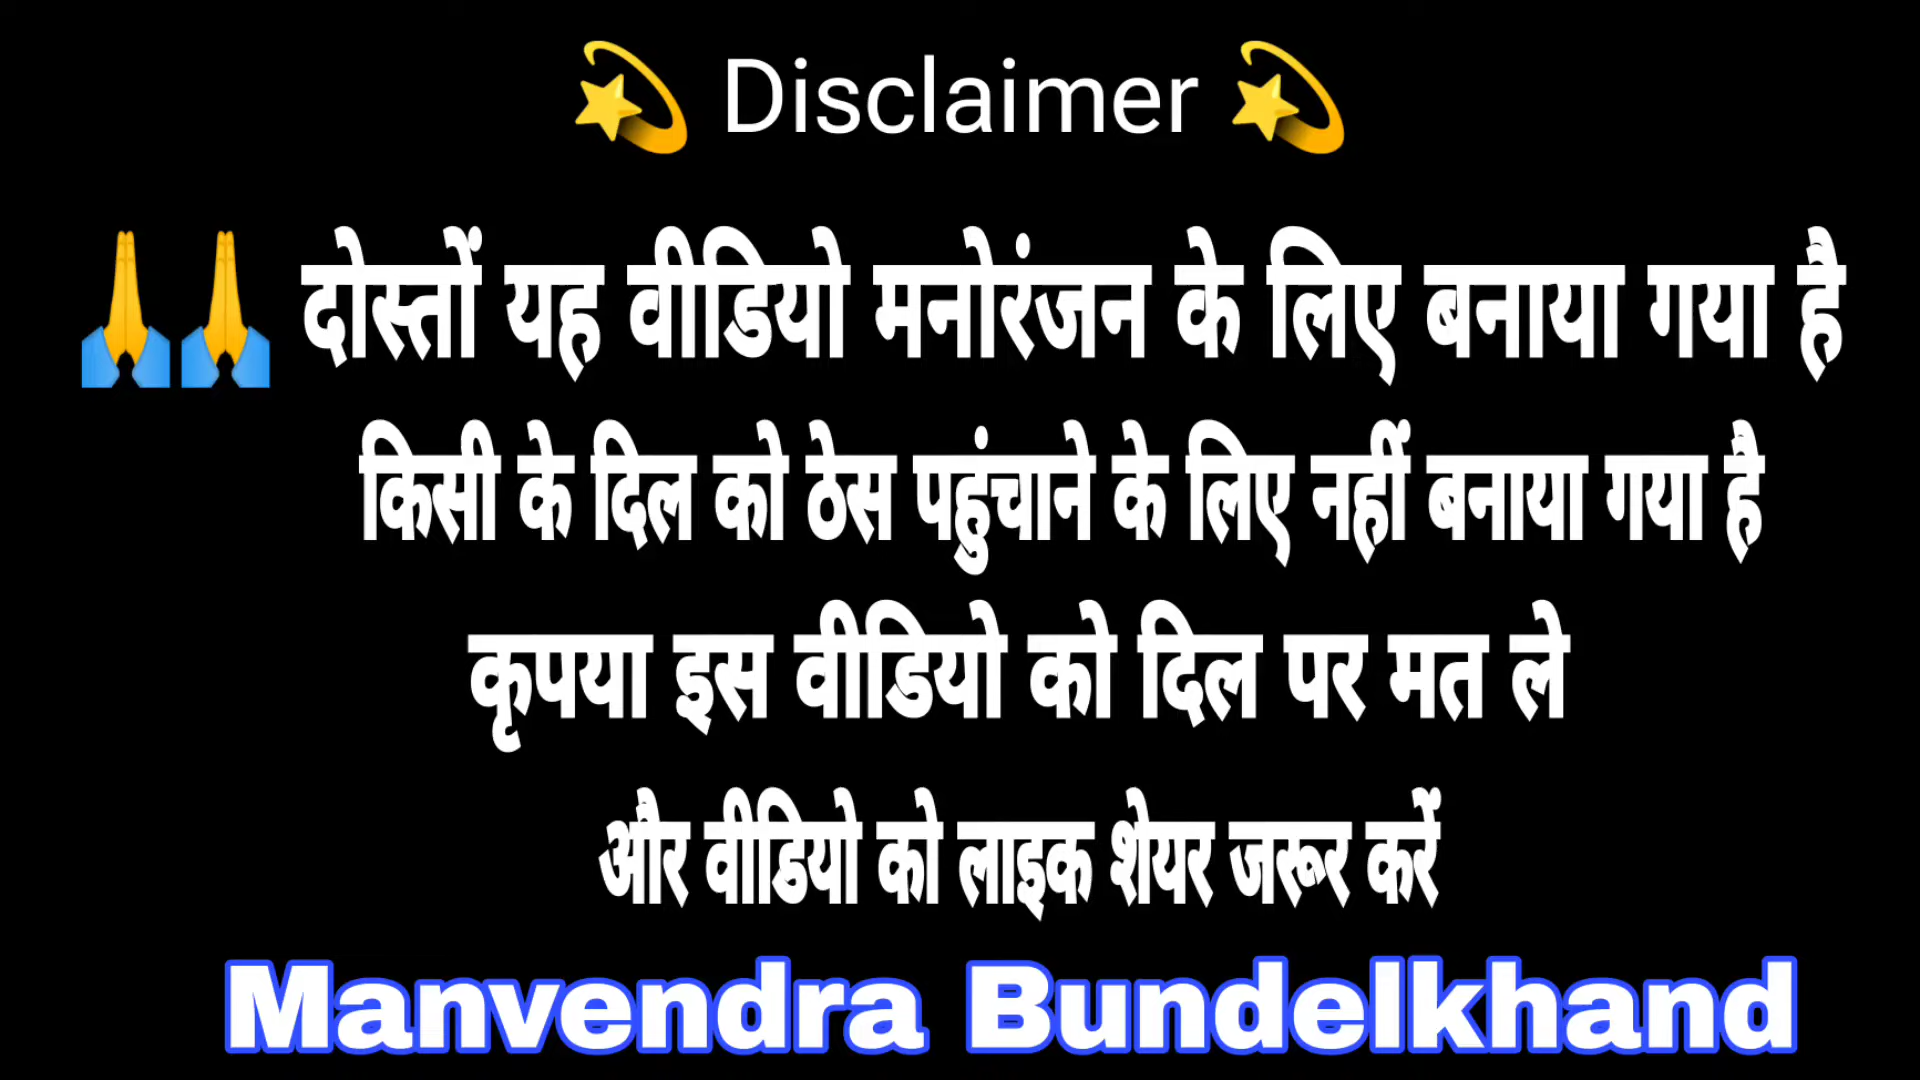 💫 Disclaimer 💫
🙏🙏 दोस्तों यह वीडियो मनोरंजन के लिए बनाया गया है
किसी के दिल को ठेस पहुंचाने के लिए नहीं बनाया गया है
कृपया इस वीडियो को दिल पर मत ले
और वीडियो को लाइक शेयर जरूर करें
Manvendra Bundelkhand